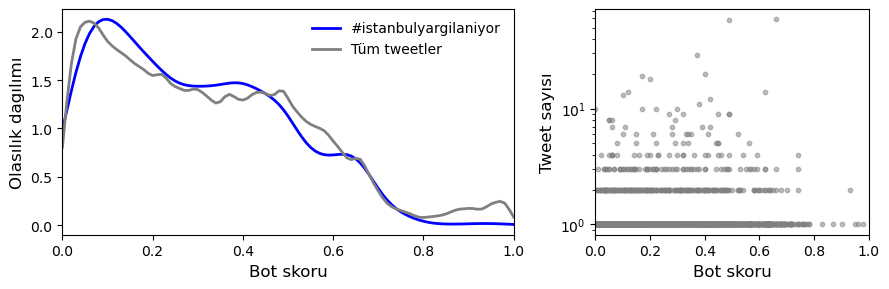 #istanbulyargilaniyor
Tüm tweetler
Olasılık dağılımı
2.0
1.5
1.0
0.5
0.0
0.0 0.2 0.4 0.6 0.8 1.0
Bot skoru
Tweet sayısı
10¹
10⁰
0.0 0.2 0.4 0.6 0.8 1.0
Bot skoru